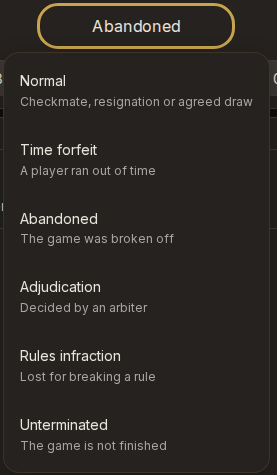 Abandoned
Normal
Checkmate, resignation or agreed draw
Time forfeit
A player ran out of time
Abandoned
The game was broken off
Adjudication
Decided by an arbiter
Rules infraction
Lost for breaking a rule
Unterminated
The game is not finished